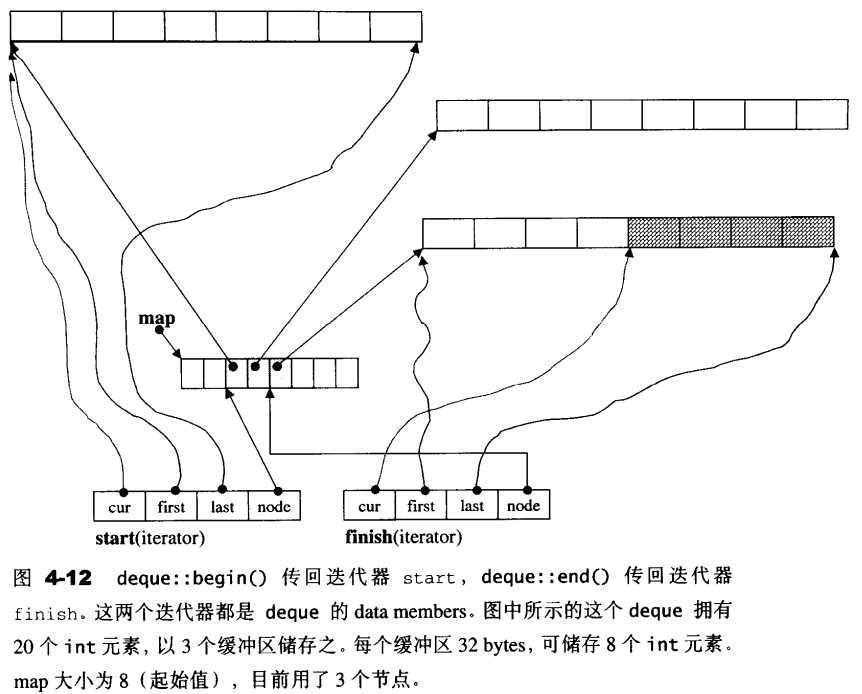 map
cur first last node
start(iterator)
cur first last node
finish(iterator)
图 4-12 deque::begin() 传回迭代器 start，deque::end() 传回迭代器
finish。这两个迭代器都是 deque 的 data members。图中所示的这个 deque 拥有
20 个 int 元素，以 3 个缓冲区储存之。每个缓冲区 32 bytes，可储存 8 个 int 元素。
map 大小为 8（起始值），目前用了 3 个节点。